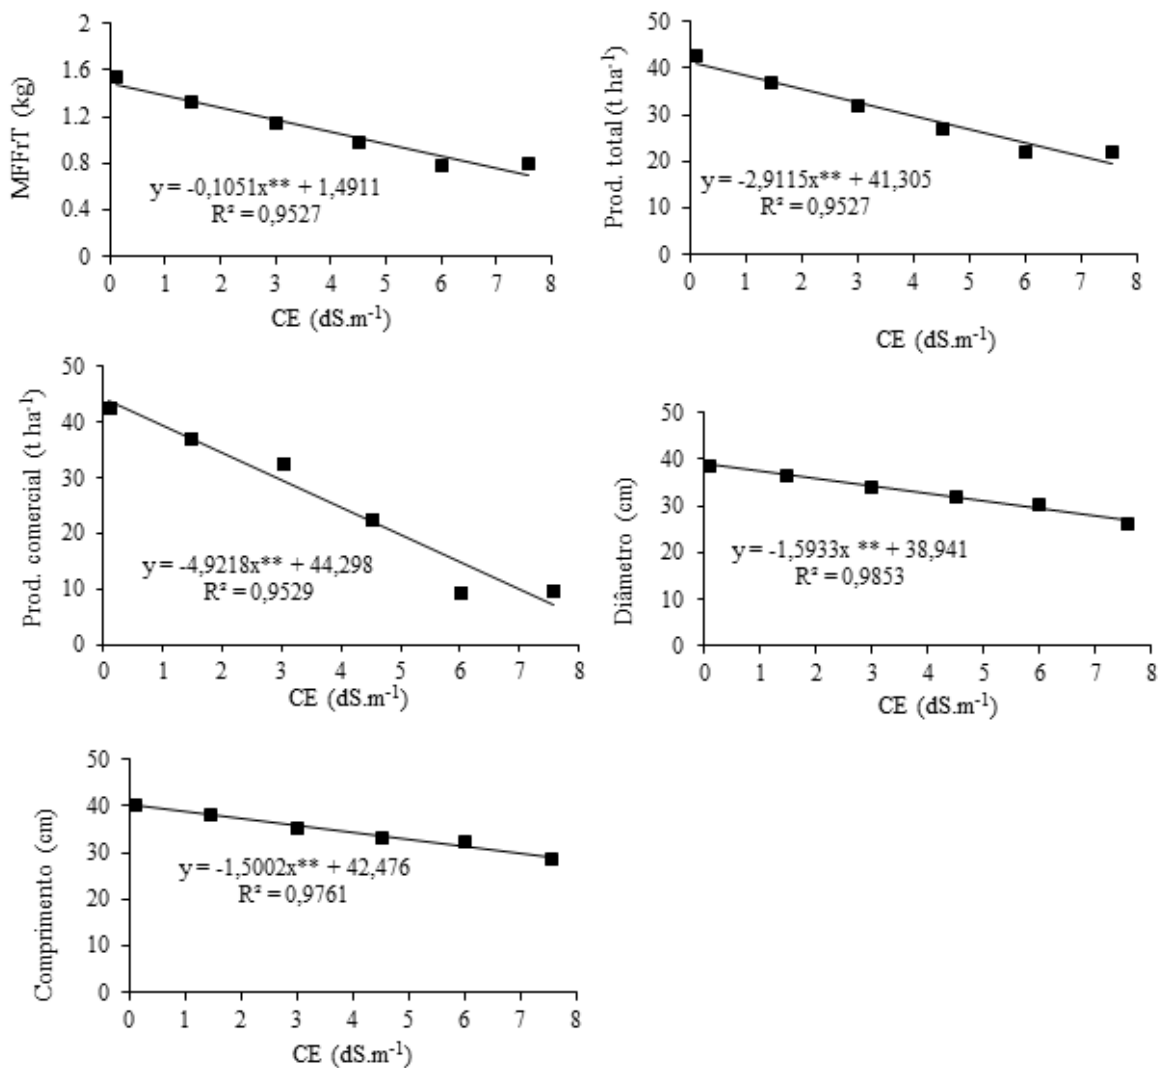 MFFrT (kg)
2
1.6
1.2
0.8
0.4
0
y = -0,1051x** + 1,4911
R² = 0,9527
0 1 2 3 4 5 6 7 8
CE (dS.m⁻¹)
Prod. total (t ha⁻¹)
50
40
30
20
10
0
y = -2,9115x** + 41,305
R² = 0,9527
0 1 2 3 4 5 6 7 8
CE (dS.m⁻¹)
Prod. comercial (t ha⁻¹)
50
40
30
20
10
0
y = -4,9218x** + 44,298
R² = 0,9529
0 1 2 3 4 5 6 7 8
CE (dS.m⁻¹)
Diâmetro (cm)
50
40
30
20
10
0
y = -1,5933x ** + 38,941
R² = 0,9853
0 1 2 3 4 5 6 7 8
CE (dS.m⁻¹)
Comprimento (cm)
50
40
30
20
10
0
y = -1,5002x** + 42,476
R² = 0,9761
0 1 2 3 4 5 6 7 8
CE (dS.m⁻¹)